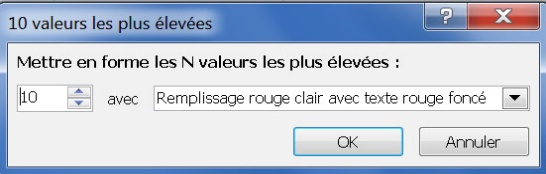 10 valeurs les plus élevées
Mettre en forme les N valeurs les plus élevées :
10 avec Remplissage rouge clair avec texte rouge foncé
OK Annuler